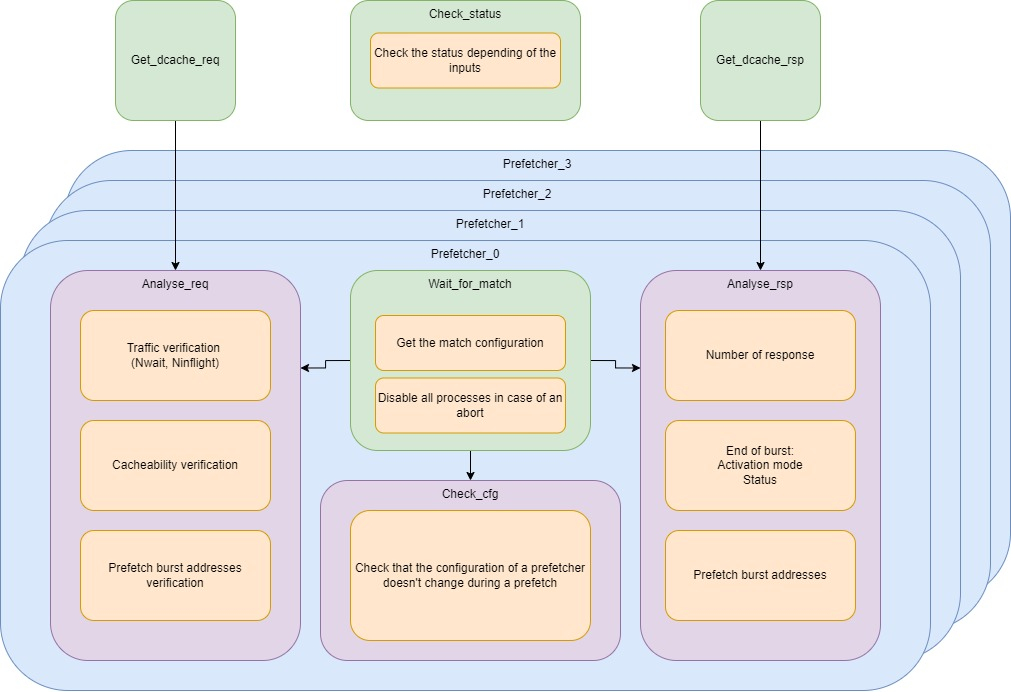 Get_dcache_req
Check_status
Check the status depending of the
inputs
Get_dcache_rsp
Prefetcher_3
Prefetcher_2
Prefetcher_1
Prefetcher_0
Analyse_req
Traffic verification
(Nwait, Ninflight)
Cacheability verification
Prefetch burst addresses
verification
Wait_for_match
Get the match configuration
Disable all processes in case of an
abort
Check_cfg
Check that the configuration of a prefetcher
doesn't change during a prefetch
Analyse_rsp
Number of response
End of burst:
Activation mode
Status
Prefetch burst addresses